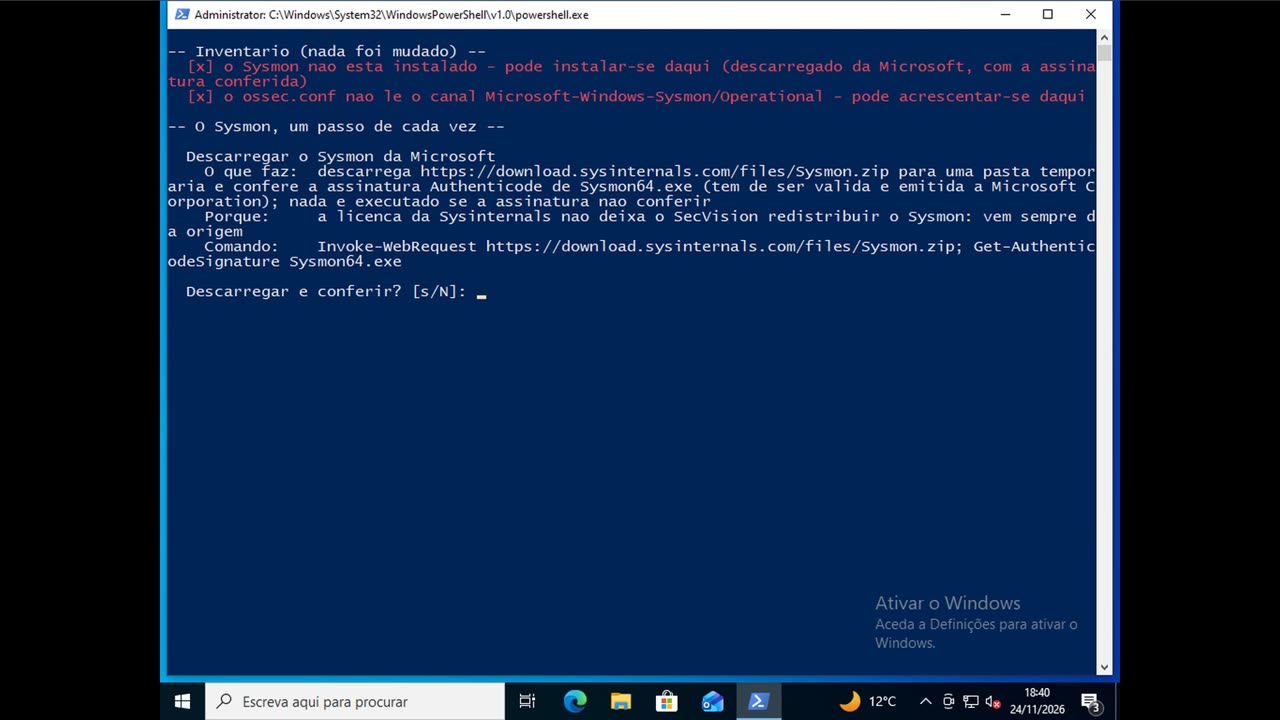 Administrator: C:\Windows\System32\WindowsPowerShell\v1.0\powershell.exe
-- Inventario (nada foi mudado) --
[x] o Sysmon nao esta instalado - pode instalar-se daqui (descarregado da Microsoft, com a assina
tura conferida)
[x] o ossec.conf nao le o canal Microsoft-Windows-Sysmon/Operational - pode acrescentar-se daqui
-- O Sysmon, um passo de cada vez --
Descarregar o Sysmon da Microsoft
O que faz: descarrega https://download.sysinternals.com/files/Sysmon.zip para uma pasta tempor
aria e confere a assinatura Authenticode de Sysmon64.exe (tem de ser valida e emitida a Microsoft C
orporation); nada e executado se a assinatura nao conferir
Porque: a licenca da Sysinternals nao deixa o SecVision redistribuir o Sysmon: vem sempre d
a origem
Comando: Invoke-WebRequest https://download.sysinternals.com/files/Sysmon.zip; Get-Authentic
odeSignature Sysmon64.exe
Descarregar e conferir? [s/N]: _
Ativar o Windows
Aceda a Definições para ativar o
Windows.
Escreva aqui para procurar
12°C
18:40
24/11/2026
3